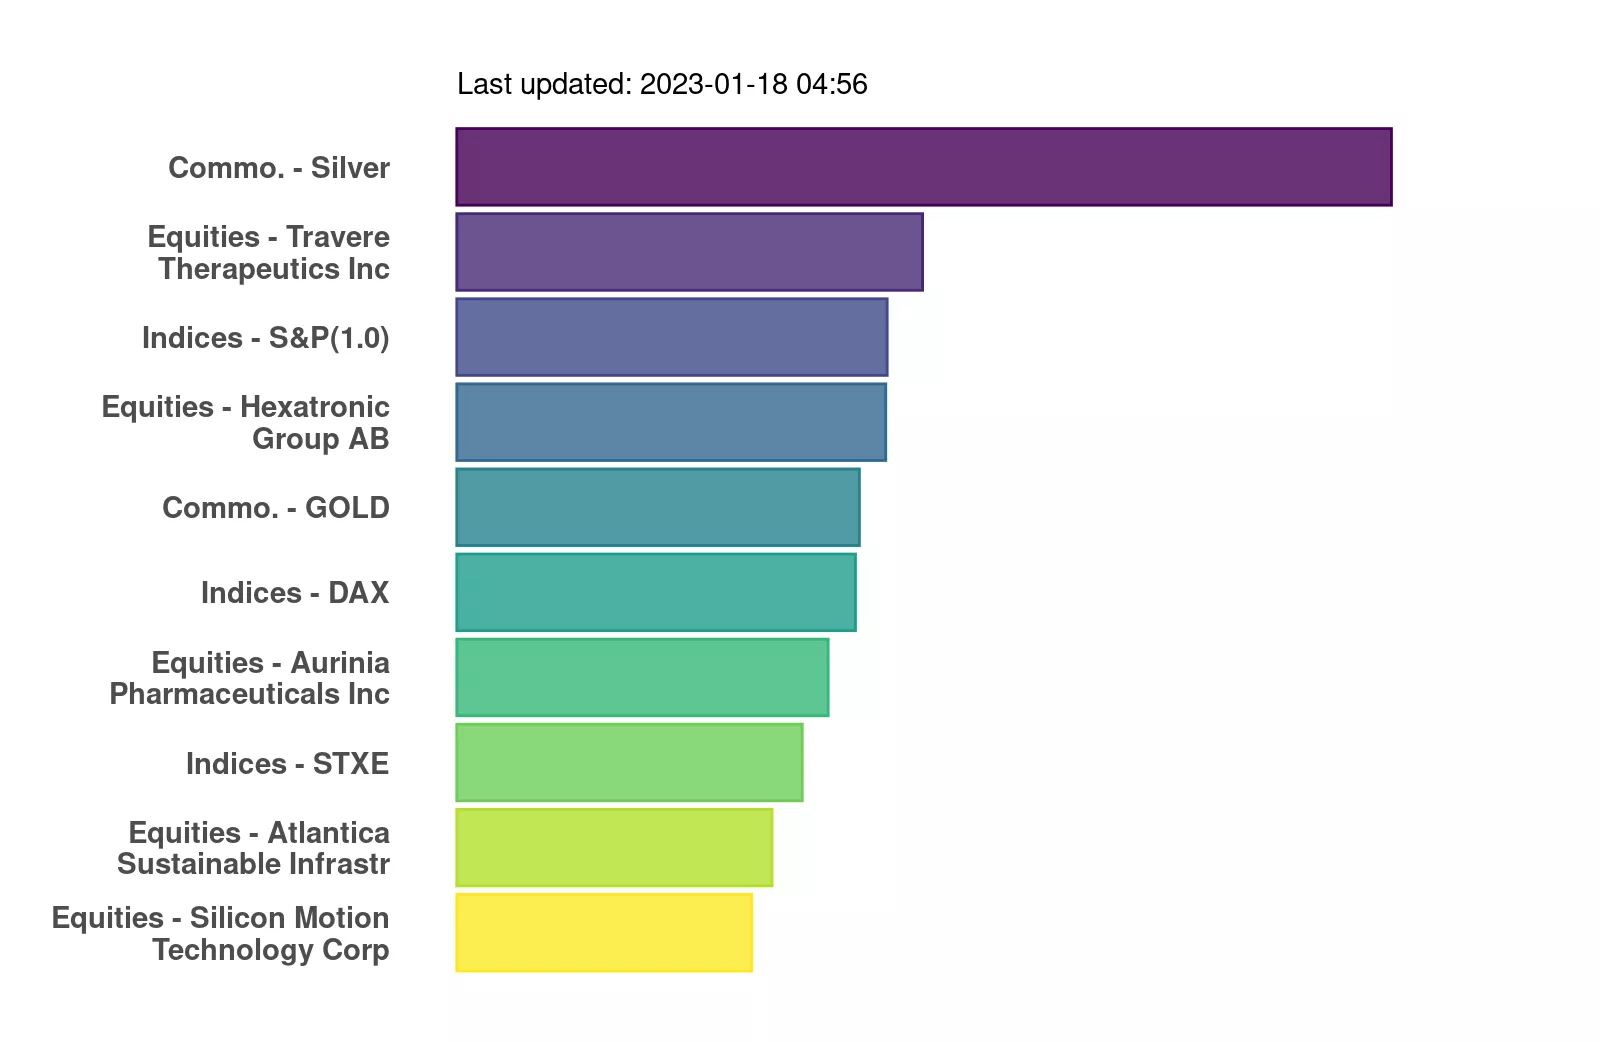 Last updated: 2023-01-18 04:56
Commo. - Silver
Equities - Travere
Therapeutics Inc
Indices - S&P(1.0)
Equities - Hexatronic
Group AB
Commo. - GOLD
Indices - DAX
Equities - Aurinia
Pharmaceuticals Inc
Indices - STXE
Equities - Atlantica
Sustainable Infrastr
Equities - Silicon Motion
Technology Corp